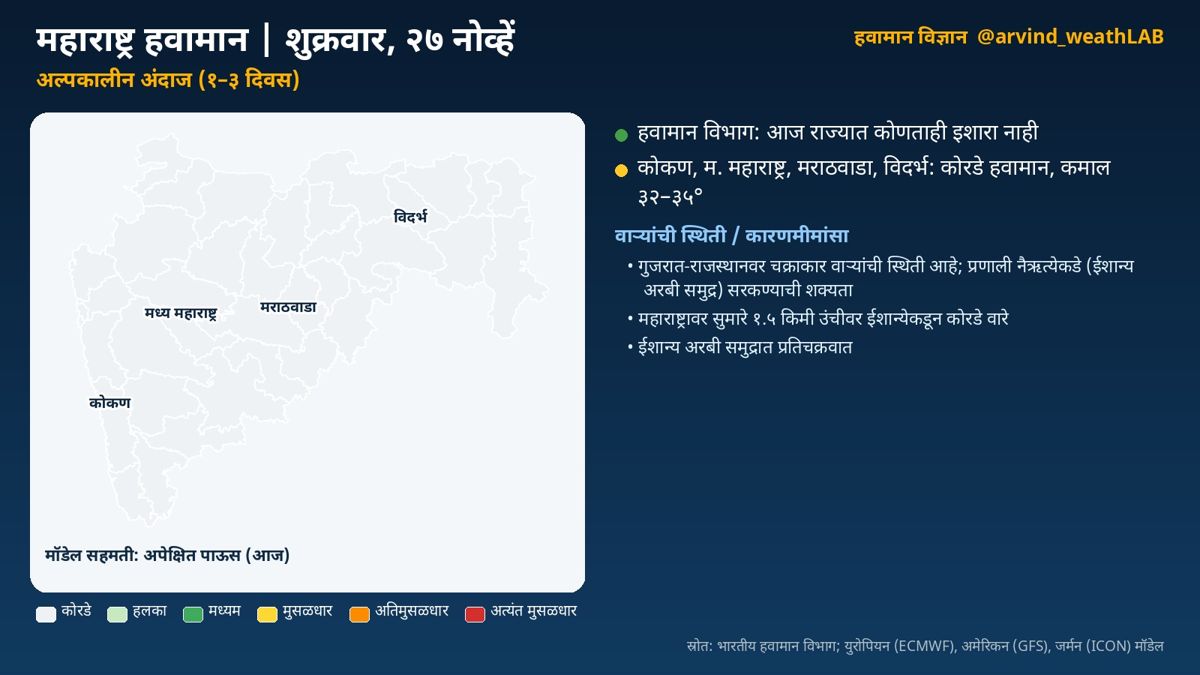 महाराष्ट्र हवामान | शुक्रवार, २७ नोव्हें
हवामान विज्ञान @arvind_weathLAB
अल्पकालीन अंदाज (१–३ दिवस)
विदर्भ
मध्य महाराष्ट्र
मराठवाडा
कोकण
मॉडेल सहमती: अपेक्षित पाऊस (आज)
कोरडे हलका मध्यम मुसळधार अतिमुसळधार अत्यंत मुसळधार
हवामान विभाग: आज राज्यात कोणताही इशारा नाही
कोकण, म. महाराष्ट्र, मराठवाडा, विदर्भ: कोरडे हवामान, कमाल
३२–३५°
वाऱ्यांची स्थिती / कारणमीमांसा
• गुजरात-राजस्थानवर चक्राकार वाऱ्यांची स्थिती आहे; प्रणाली नैऋत्येकडे (ईशान्य
अरबी समुद्र) सरकण्याची शक्यता
• महाराष्ट्रावर सुमारे १.५ किमी उंचीवर ईशान्येकडून कोरडे वारे
• ईशान्य अरबी समुद्रात प्रतिचक्रवात
स्रोत: भारतीय हवामान विभाग; युरोपियन (ECMWF), अमेरिकन (GFS), जर्मन (ICON) मॉडेल